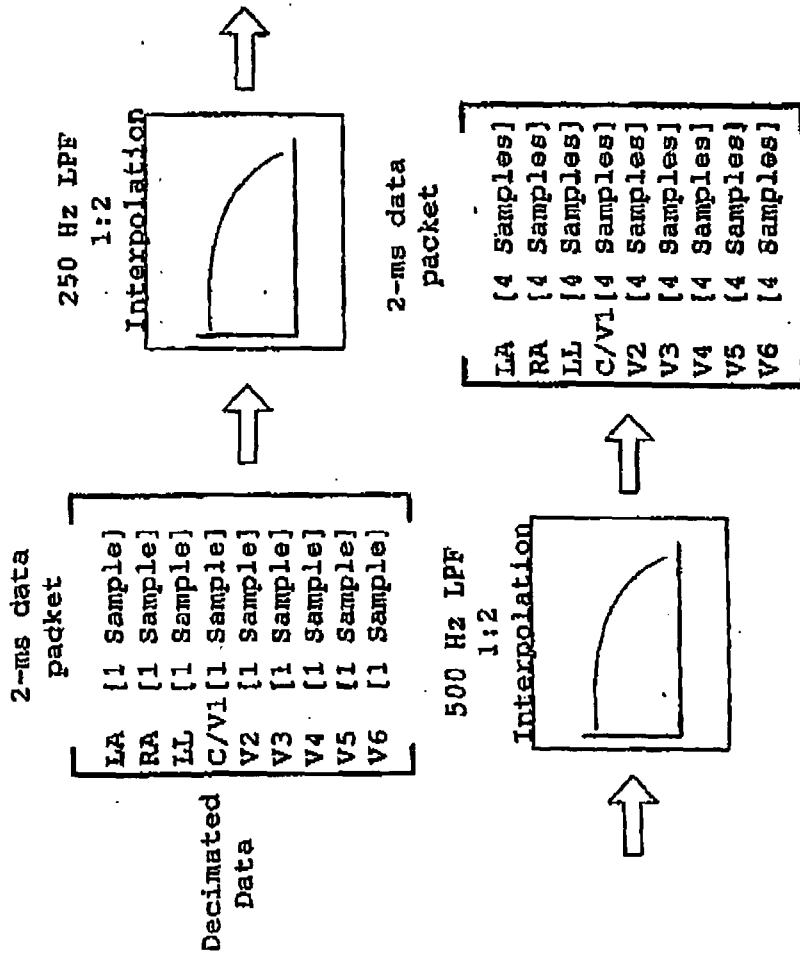 2-ms data
packet
Decimated
Data
LA [1 Sample]
RA [1 Sample]
LL [1 Sample]
C/V1[1 Sample]
V2 [1 Sample]
V3 [1 Sample]
V4 [1 Sample]
V5 [1 Sample]
V6 [1 Sample]
250 Hz LPF
1:2
Interpolation
500 Hz LPF
1:2
Interpolation
2-ms data
packet
LA [4 Samples]
RA [4 Samples]
LL [4 Samples]
C/V1[4 Samples]
V2 [4 Samples]
V3 [4 Samples]
V4 [4 Samples]
V5 [4 Samples]
V6 [4 Samples]